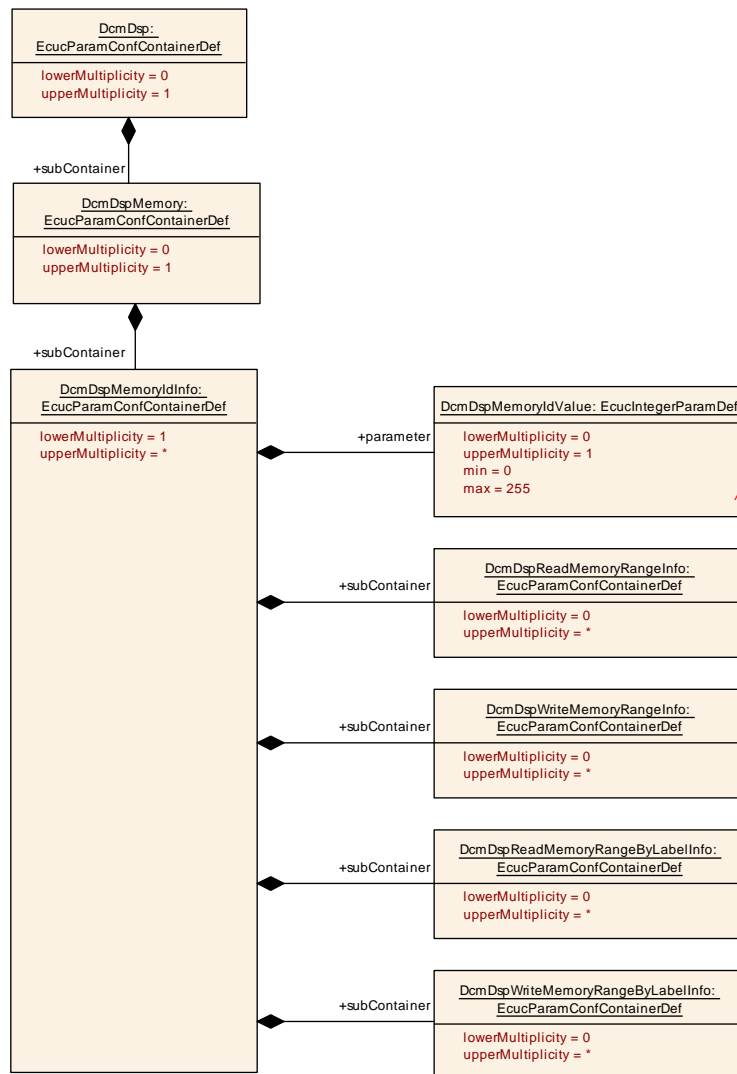 DcmDsp:
EcucParamConfContainerDef
lowerMultiplicity = 0
upperMultiplicity = 1
+subContainer
DcmDspMemory:
EcucParamConfContainerDef
lowerMultiplicity = 0
upperMultiplicity = 1
+subContainer
DcmDspMemoryIdInfo:
EcucParamConfContainerDef
lowerMultiplicity = 1
upperMultiplicity = *
+parameter
DcmDspMemoryIdValue: EcucIntegerParamDef
lowerMultiplicity = 0
upperMultiplicity = 1
min = 0
max = 255
+subContainer
DcmDspReadMemoryRangeInfo:
EcucParamConfContainerDef
lowerMultiplicity = 0
upperMultiplicity = *
+subContainer
DcmDspWriteMemoryRangeInfo:
EcucParamConfContainerDef
lowerMultiplicity = 0
upperMultiplicity = *
+subContainer
DcmDspReadMemoryRangeByLabelInfo:
EcucParamConfContainerDef
lowerMultiplicity = 0
upperMultiplicity = *
+subContainer
DcmDspWriteMemoryRangeByLabelInfo:
EcucParamConfContainerDef
lowerMultiplicity = 0
upperMultiplicity = *